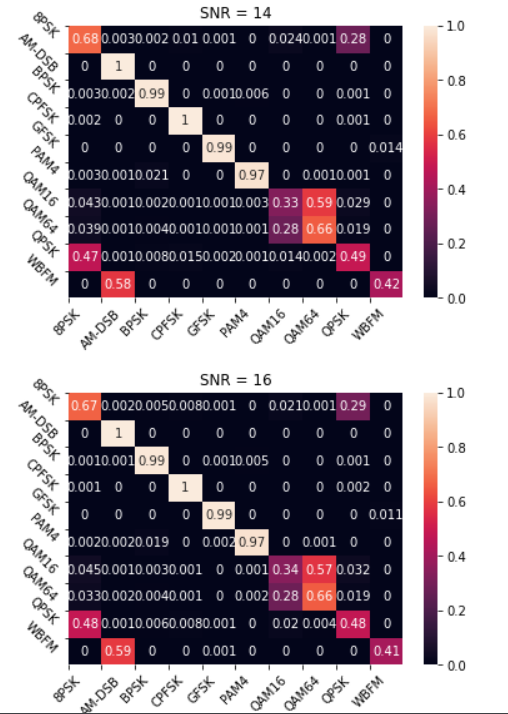 SNR = 14
8PSK 0.68 0.003 0.002 0.01 0.001 0 0.024 0.001 0.28 0 1.0
AM-DSB 0 1 0 0 0 0 0 0 0 0
BPSK 0.003 0.002 0.99 0 0.001 0.006 0 0 0.001 0 0.8
CPFSK 0.002 0 0 1 0 0 0 0 0.001 0
GFSK 0 0 0 0 0.99 0 0 0 0 0.014 0.6
PAM4 0.003 0.001 0.021 0 0 0.97 0 0.001 0.001 0
QAM16 0.043 0.001 0.002 0.001 0.001 0.003 0.33 0.59 0.029 0 0.4
QAM64 0.039 0.001 0.004 0.001 0.001 0.001 0.28 0.66 0.019 0
QPSK 0.47 0.001 0.008 0.015 0.002 0.001 0.014 0.002 0.49 0 0.2
WBFM 0 0.58 0 0 0 0 0 0 0 0.42 0.0
8PSK AM-DSB BPSK CPFSK GFSK PAM4 QAM16 QAM64 QPSK WBFM
SNR = 16
8PSK 0.67 0.002 0.005 0.008 0.001 0 0.021 0.001 0.29 0 1.0
AM-DSB 0 1 0 0 0 0 0 0 0 0
BPSK 0.001 0.001 0.99 0 0.001 0.005 0 0 0.001 0 0.8
CPFSK 0.001 0 0 1 0 0 0 0 0.002 0
GFSK 0 0 0 0 0.99 0 0 0 0 0.011 0.6
PAM4 0.002 0.002 0.019 0 0.002 0.97 0 0.001 0 0
QAM16 0.045 0.001 0.003 0.001 0 0.001 0.34 0.57 0.032 0 0.4
QAM64 0.033 0.002 0.004 0.001 0 0.002 0.28 0.66 0.019 0
QPSK 0.48 0.001 0.006 0.008 0.001 0 0.02 0.004 0.48 0 0.2
WBFM 0 0.59 0 0 0.001 0 0 0 0 0.41 0.0
8PSK AM-DSB BPSK CPFSK GFSK PAM4 QAM16 QAM64 QPSK WBFM